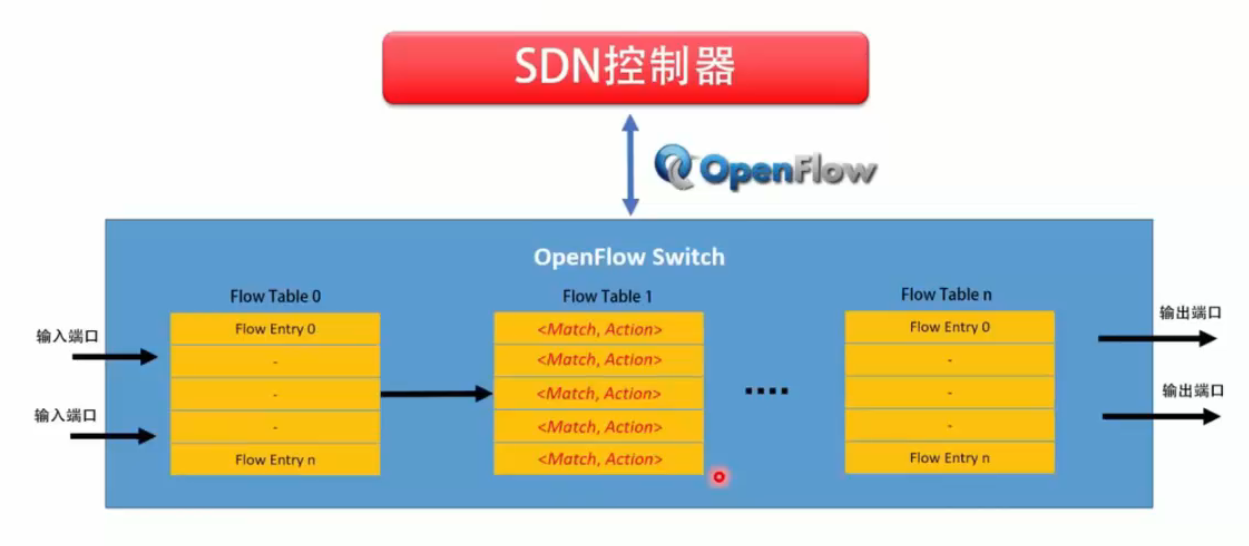 SDN控制器
OpenFlow
OpenFlow Switch
Flow Table 0
Flow Table 1
Flow Table n
输入端口
输入端口
Flow Entry 0
-
-
-
Flow Entry n
<Match, Action>
<Match, Action>
<Match, Action>
<Match, Action>
<Match, Action>
....
Flow Entry 0
-
-
-
Flow Entry n
输出端口
输出端口